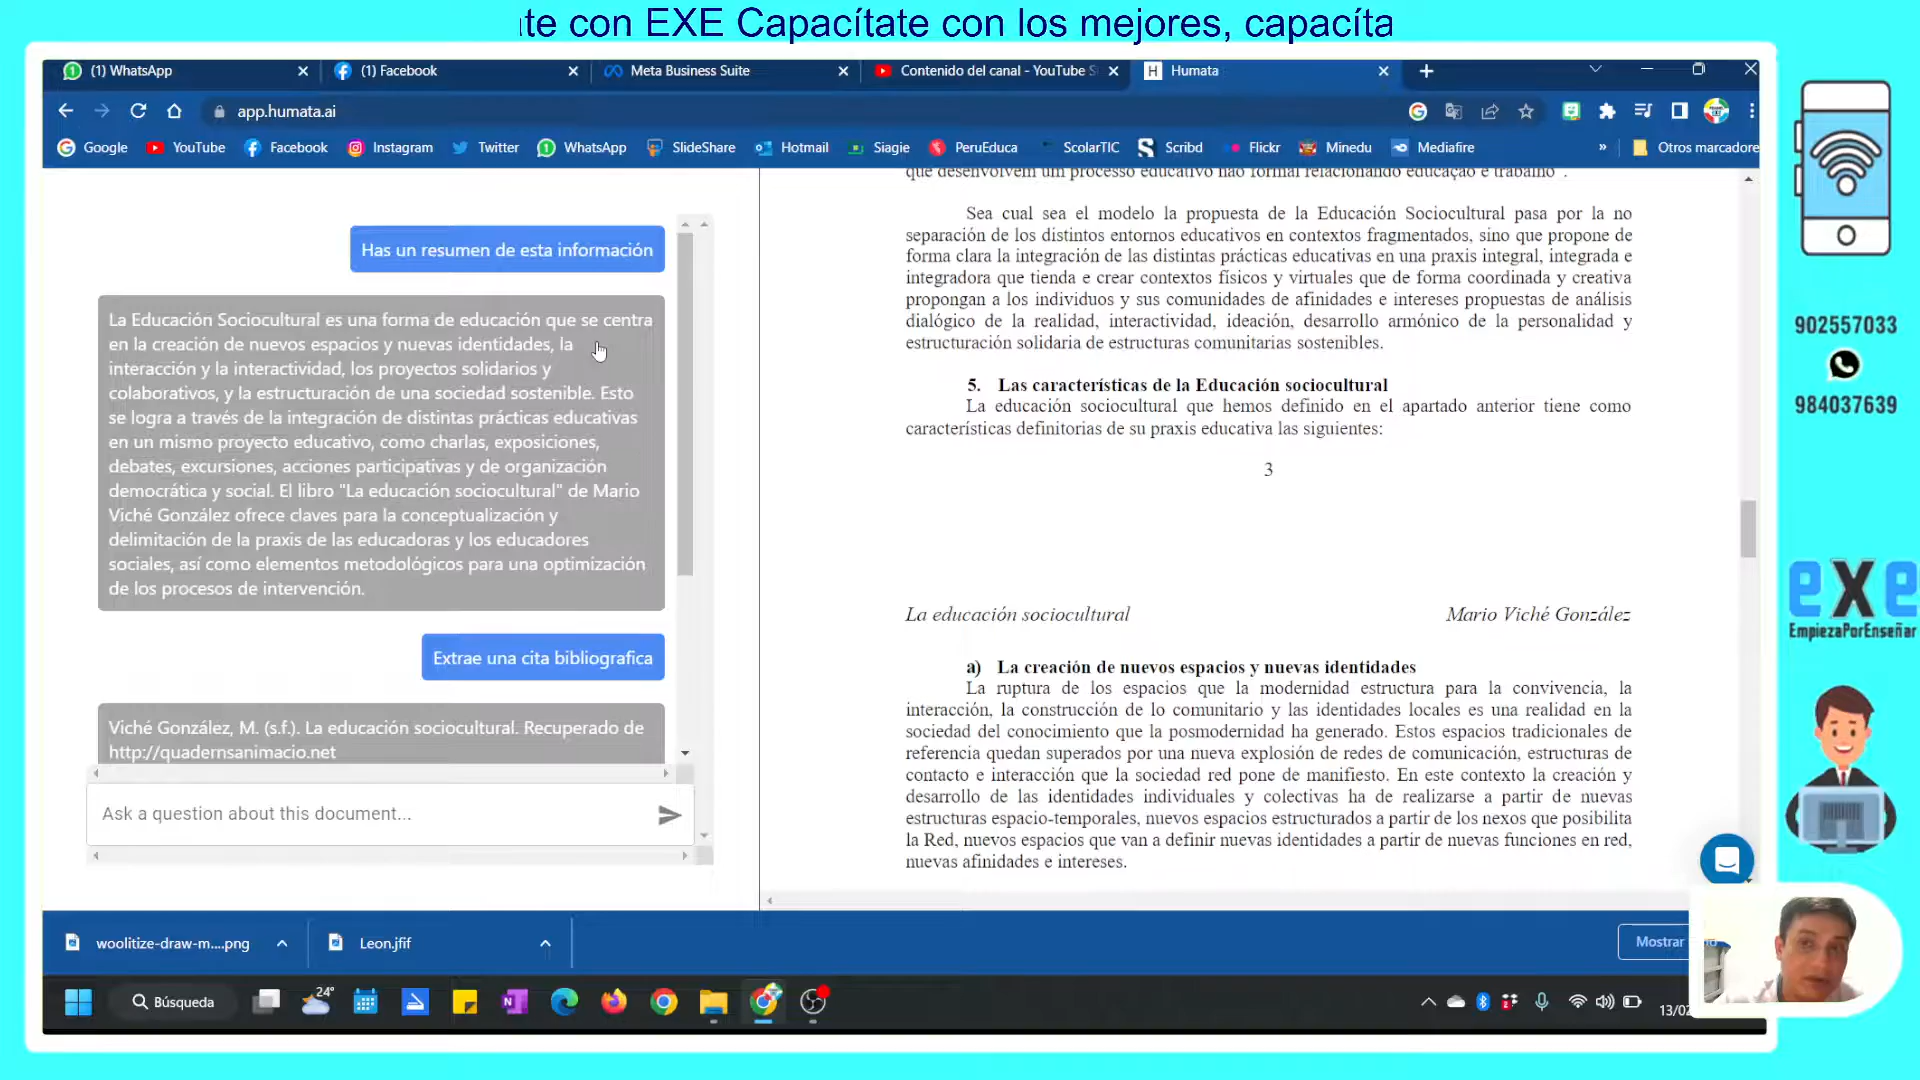 te con EXE Capacítate con los mejores, capacíta
(1) WhatsApp
(1) Facebook
Meta Business Suite
Contenido del canal - YouTube S
Humata
app.humata.ai
Google
YouTube
Facebook
Instagram
Twitter
WhatsApp
SlideShare
Hotmail
Siagie
PeruEduca
ScolarTIC
Scribd
Flickr
Minedu
Mediafire
»
Otros marcadore
Has un resumen de esta información
La Educación Sociocultural es una forma de educación que se centra
en la creación de nuevos espacios y nuevas identidades, la
interacción y la interactividad, los proyectos solidarios y
colaborativos, y la estructuración de una sociedad sostenible. Esto
se logra a través de la integración de distintas prácticas educativas
en un mismo proyecto educativo, como charlas, exposiciones,
debates, excursiones, acciones participativas y de organización
democrática y social. El libro "La educación sociocultural" de Mario
Viché González ofrece claves para la conceptualización y
delimitación de la praxis de las educadoras y los educadores
sociales, así como elementos metodológicos para una optimización
de los procesos de intervención.
Extrae una cita bibliografica
Viché González, M. (s.f.). La educación sociocultural. Recuperado de
http://quadernsanimacio.net
Ask a question about this document...
que desenvolvem um processo educativo não formal relacionando educação e trabalho".
Sea cual sea el modelo la propuesta de la Educación Sociocultural pasa por la no
separación de los distintos entornos educativos en contextos fragmentados, sino que propone de
forma clara la integración de las distintas prácticas educativas en una praxis integral, integrada e
integradora que tienda e crear contextos físicos y virtuales que de forma coordinada y creativa
propongan a los individuos y sus comunidades de afinidades e intereses propuestas de análisis
dialógico de la realidad, interactividad, ideación, desarrollo armónico de la personalidad y
estructuración solidaria de estructuras comunitarias sostenibles.
5. Las características de la Educación sociocultural
La educación sociocultural que hemos definido en el apartado anterior tiene como
características definitorias de su praxis educativa las siguientes:
3
La educación sociocultural Mario Viché González
a) La creación de nuevos espacios y nuevas identidades
La ruptura de los espacios que la modernidad estructura para la convivencia, la
interacción, la construcción de lo comunitario y las identidades locales es una realidad en la
sociedad del conocimiento que la posmodernidad ha generado. Estos espacios tradicionales de
referencia quedan superados por una nueva explosión de redes de comunicación, estructuras de
contacto e interacción que la sociedad red pone de manifiesto. En este contexto la creación y
desarrollo de las identidades individuales y colectivas ha de realizarse a partir de nuevas
estructuras espacio-temporales, nuevos espacios estructurados a partir de los nexos que posibilita
la Red, nuevos espacios que van a definir nuevas identidades a partir de nuevas funciones en red,
nuevas afinidades e intereses.
902557033
984037639
exe
EmpiezaPorEnseñar
woolitize-draw-m....png
Leon.jfif
Mostrar
24°
Búsqueda
13/02